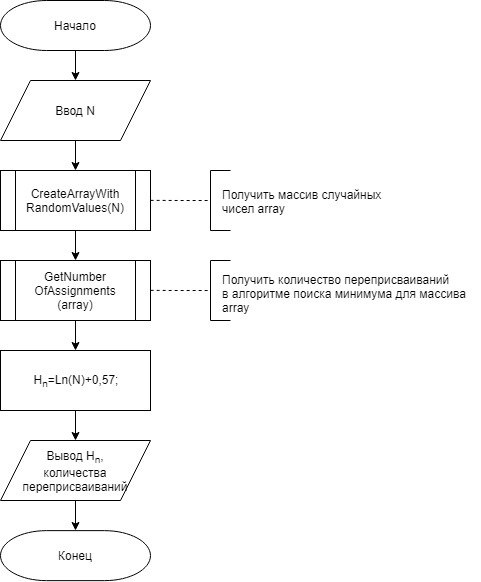 Начало
Ввод N
CreateArrayWith
RandomValues(N)
Получить массив случайных
чисел array
GetNumber
OfAssignments
(array)
Получить количество переприсваиваний
в алгоритме поиска минимума для массива
array
Hn=Ln(N)+0,57;
Вывод Hn,
количества
переприсваиваний
Конец